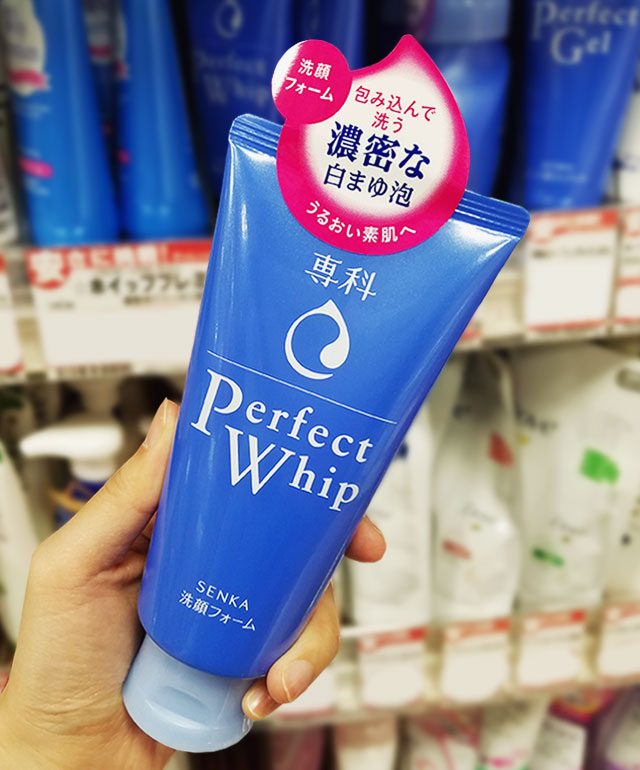 洗顔
フォーム
包み込んで
洗う
濃密な
白まゆ泡
うるおい素肌へ
専科
Perfect
Whip
SENKA
洗顔フォーム
Perfect
Whip
Perfect
Gel